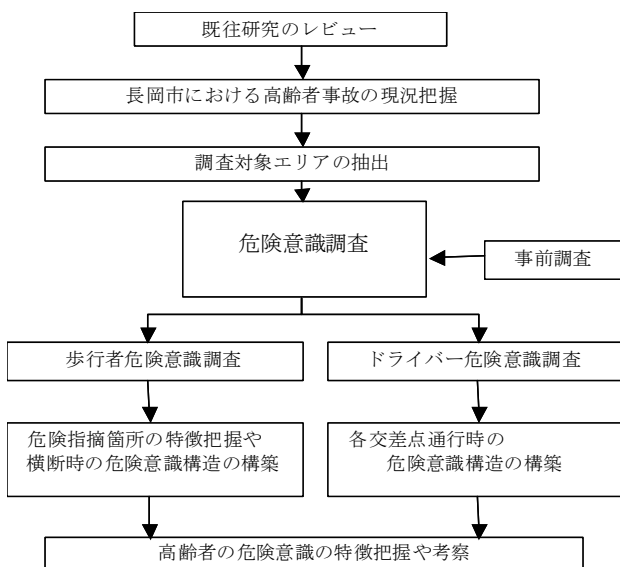 既往研究のレビュー
長岡市における高齢者事故の現況把握
調査対象エリアの抽出
危険意識調査
事前調査
歩行者危険意識調査
ドライバー危険意識調査
危険指摘箇所の特徴把握や
横断時の危険意識構造の構築
各交差点通行時の
危険意識構造の構築
高齢者の危険意識の特徴把握や考察